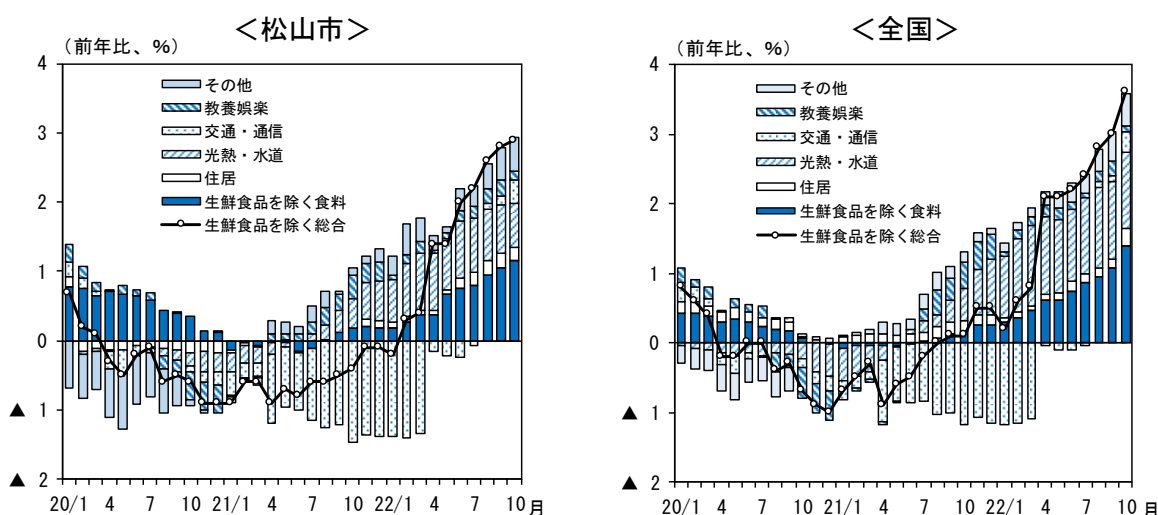 ＜松山市＞
（前年比、%）
4
3
2
1
0
▲ 1
▲ 2
その他
教養娯楽
交通・通信
光熱・水道
住居
生鮮食品を除く食料
生鮮食品を除く総合
20/1 4 7 10 21/1 4 7 10 22/1 4 7 10 月
＜全国＞
（前年比、%）
4
3
2
1
0
▲ 1
▲ 2
その他
教養娯楽
交通・通信
光熱・水道
住居
生鮮食品を除く食料
生鮮食品を除く総合
20/1 4 7 10 21/1 4 7 10 22/1 4 7 10 月